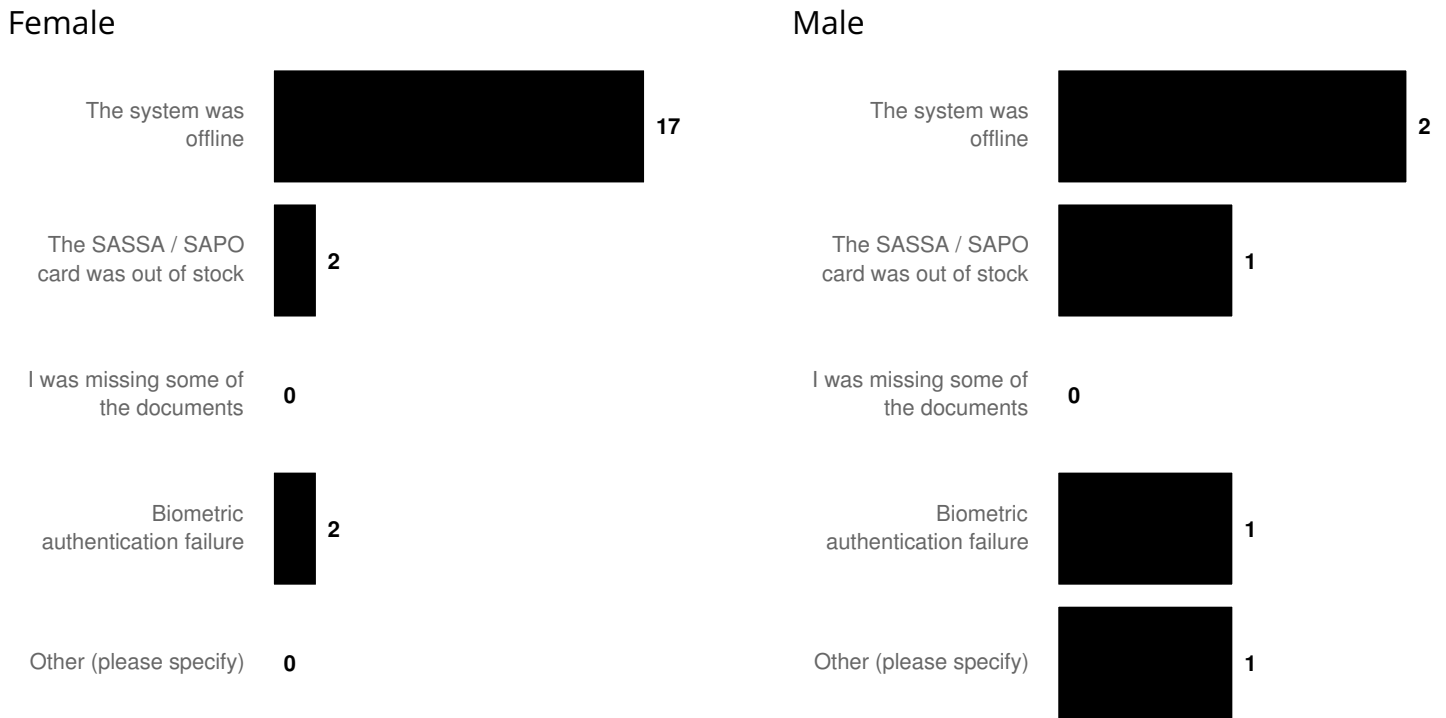 Female
The system was
offline
17
The SASSA / SAPO
card was out of stock
2
I was missing some of
the documents
0
Biometric
authentication failure
2
Other (please specify)
0
Male
The system was
offline
2
The SASSA / SAPO
card was out of stock
1
I was missing some of
the documents
0
Biometric
authentication failure
1
Other (please specify)
1